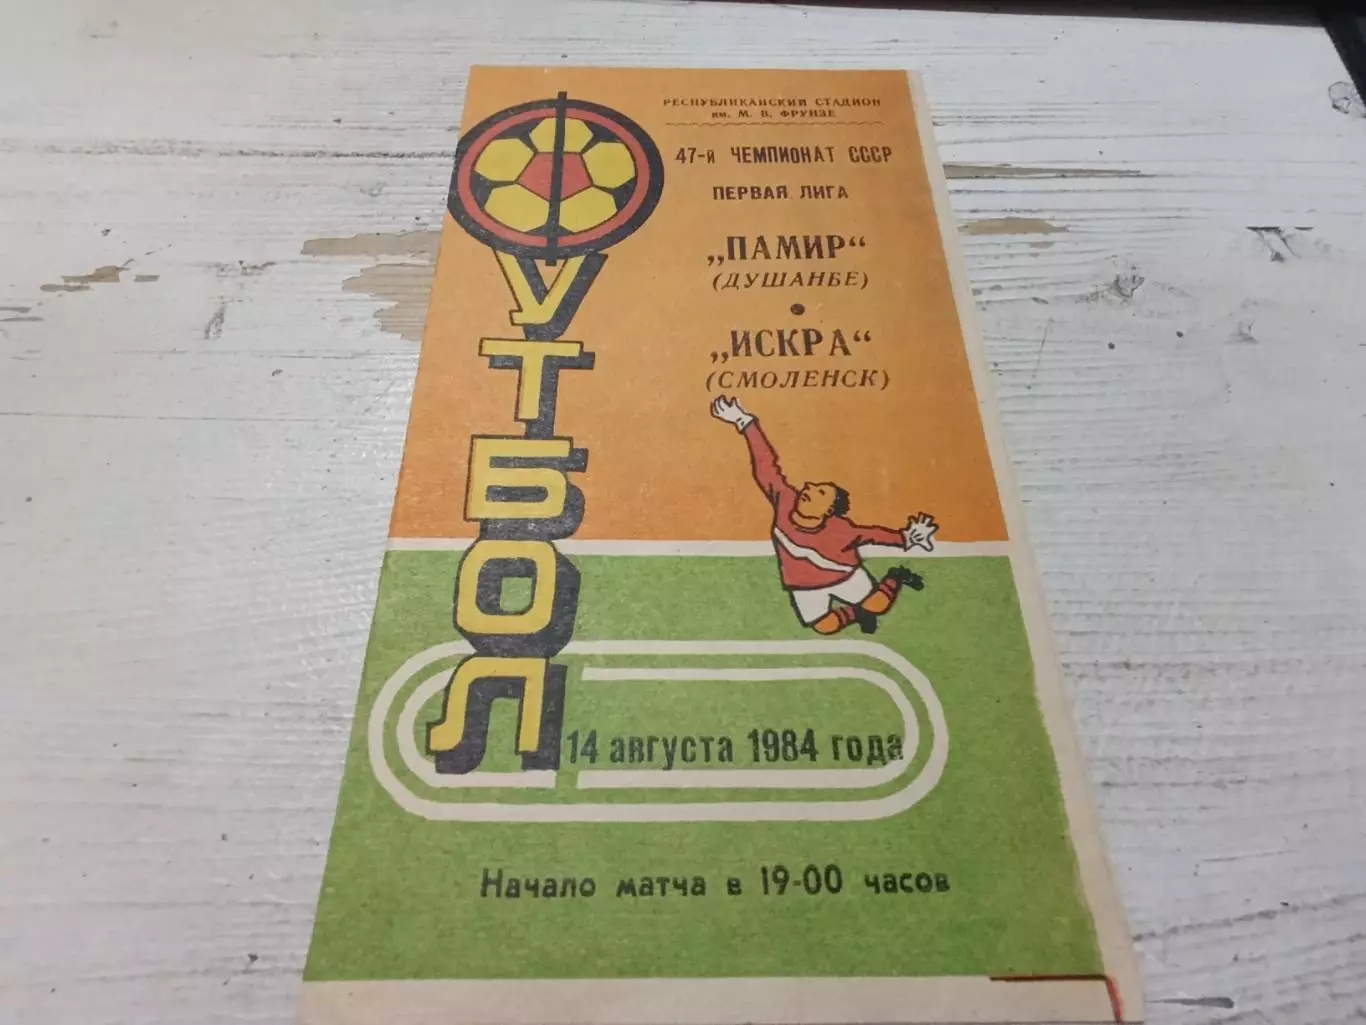 ФУТБОЛ
РЕСПУБЛИКАНСКИЙ СТАДИОН
им. М. В. ФРУНЗЕ
47-й ЧЕМПИОНАТ СССР
ПЕРВАЯ ЛИГА
„ПАМИР“
(ДУШАНБЕ)
•
„ИСКРА“
(СМОЛЕНСК)
14 августа 1984 года
Начало матча в 19-00 часов